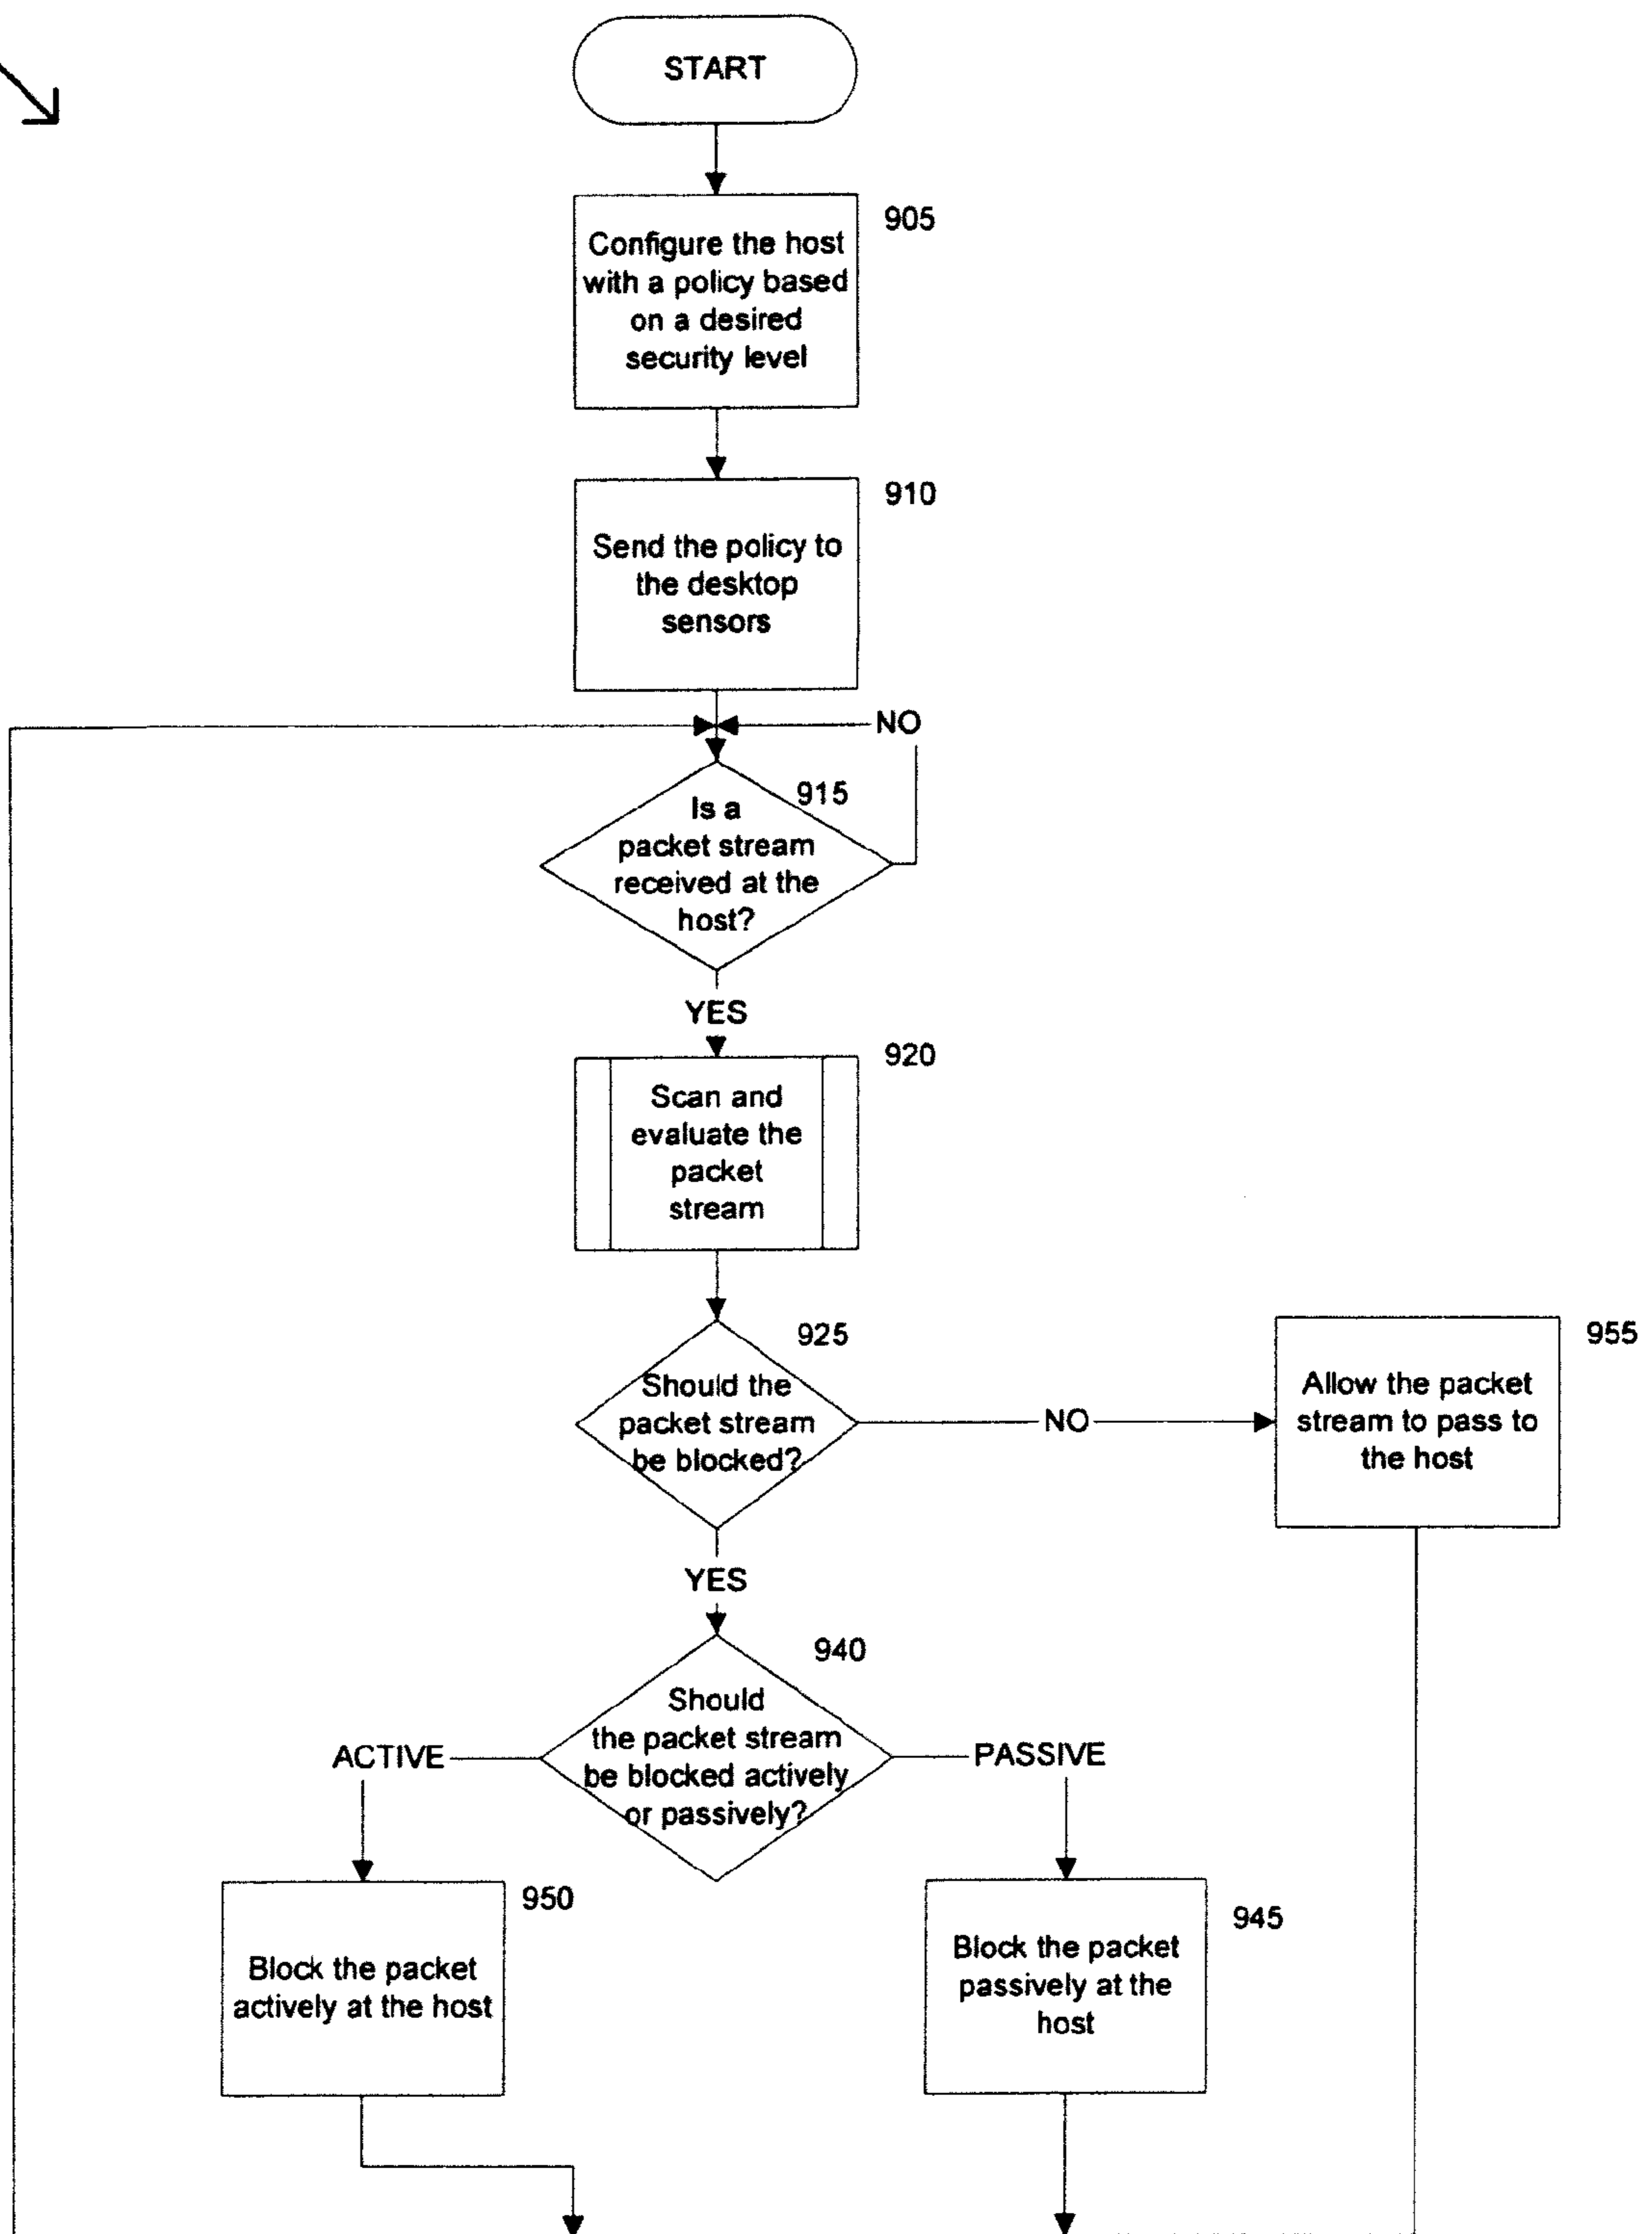 START
905
Configure the host
with a policy based
on a desired
security level
910
Send the policy to
the desktop
sensors
NO
915
Is a
packet stream
received at the
host?
YES
920
Scan and
evaluate the
packet
stream
925
Should the
packet stream
be blocked?
NO
955
Allow the packet
stream to pass to
the host
YES
940
Should
the packet stream
be blocked actively
or passively?
ACTIVE
PASSIVE
950
Block the packet
actively at the host
945
Block the packet
passively at the
host